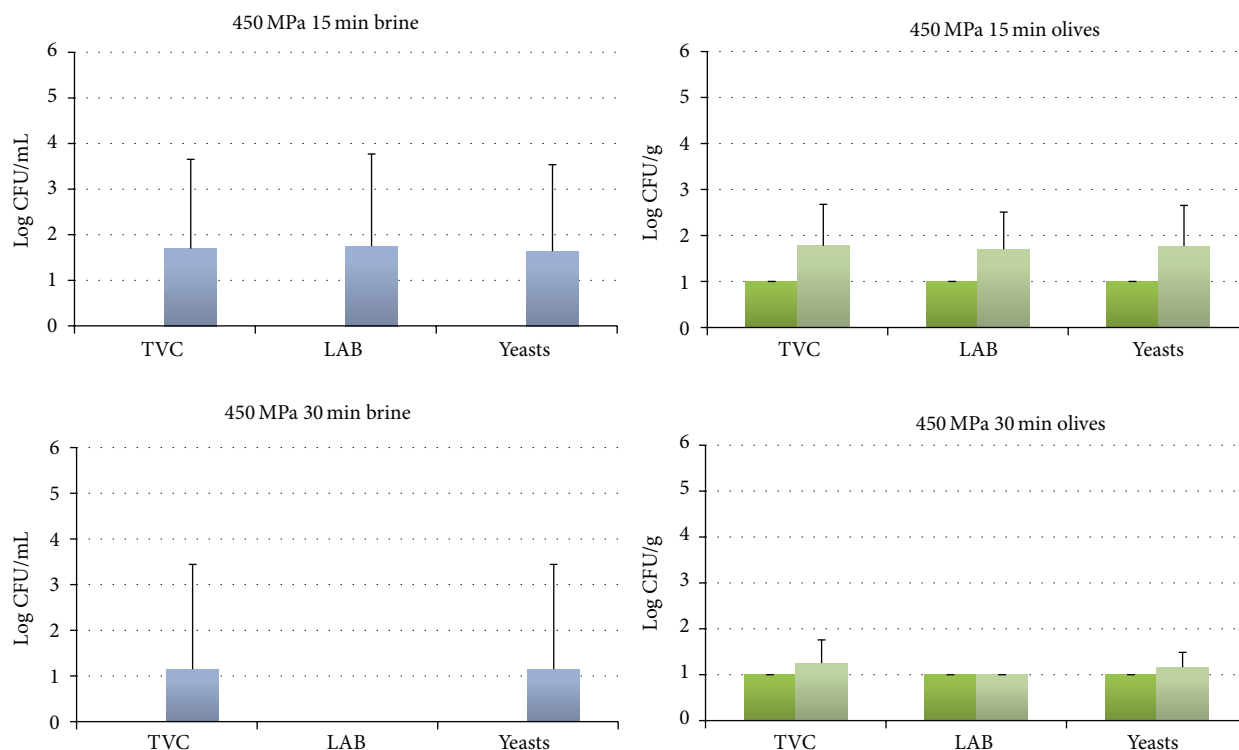 450 MPa 15 min brine
Log CFU/mL
6
5
4
3
2
1
0
TVC LAB Yeasts
450 MPa 15 min olives
Log CFU/g
6
5
4
3
2
1
0
TVC LAB Yeasts
450 MPa 30 min brine
Log CFU/mL
6
5
4
3
2
1
0
TVC LAB Yeasts
450 MPa 30 min olives
Log CFU/g
6
5
4
3
2
1
0
TVC LAB Yeasts